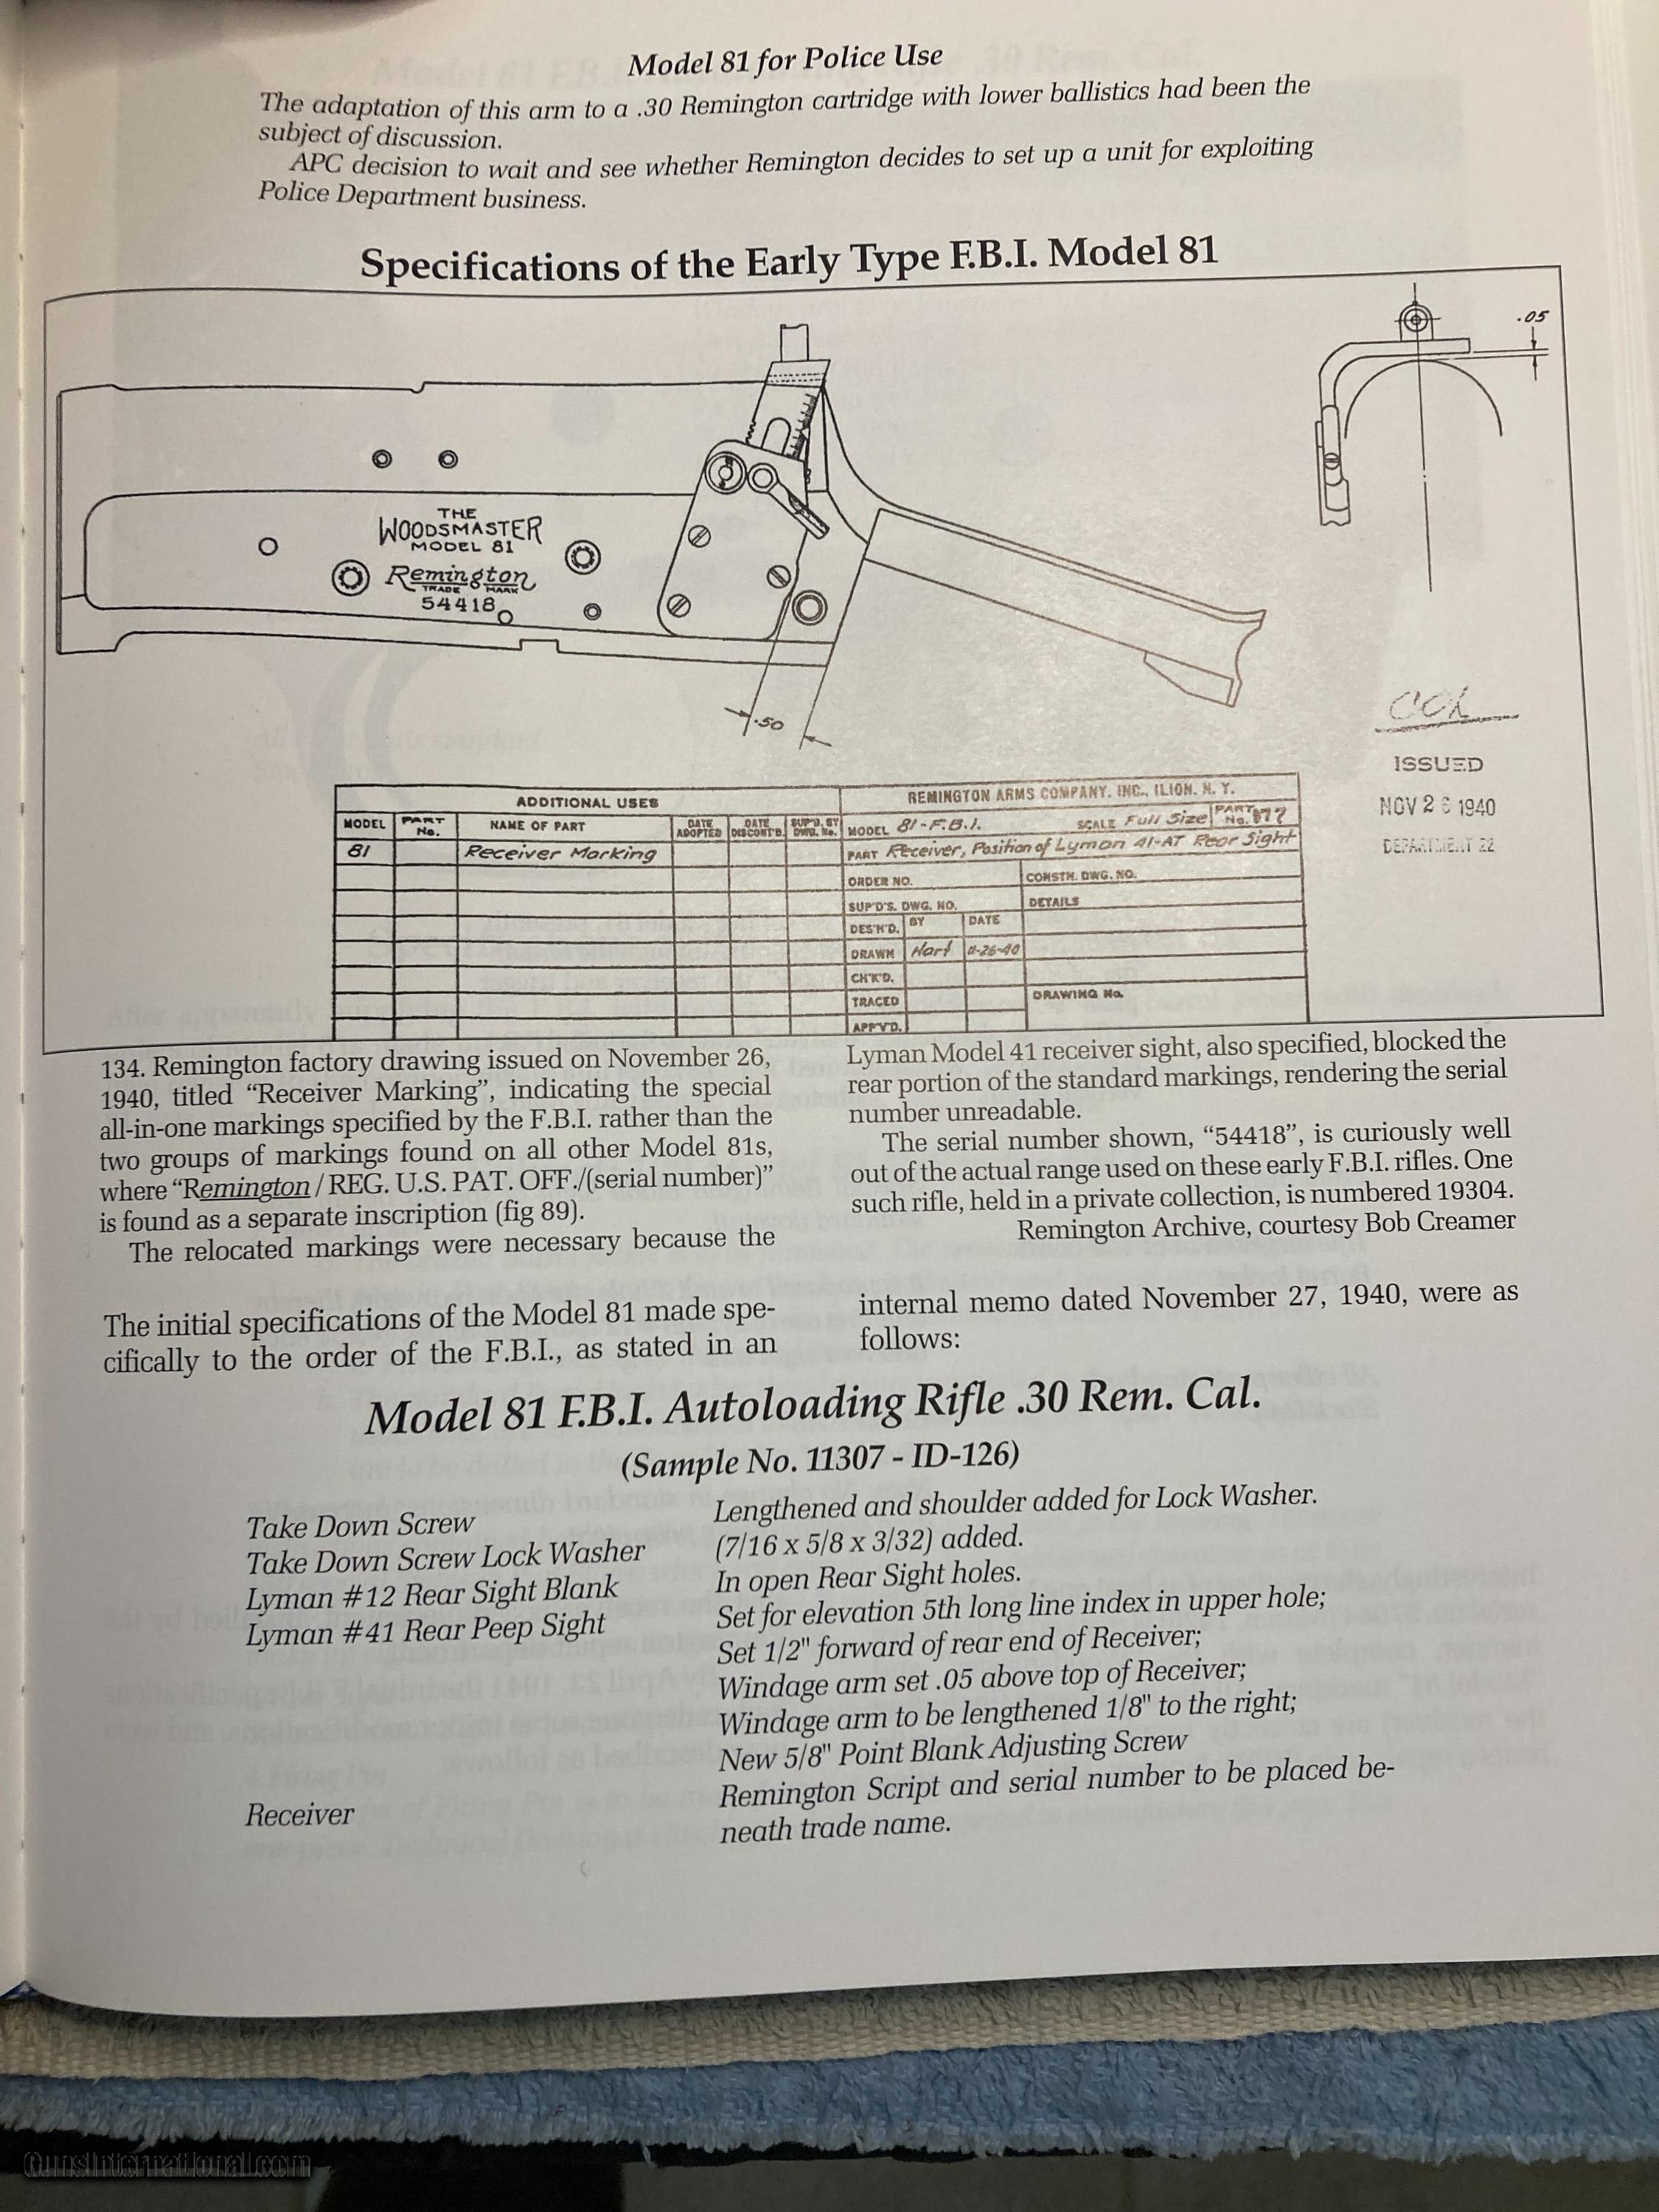 Model 81 for Police Use
The adaptation of this arm to a .30 Remington cartridge with lower ballistics had been the
subject of discussion.
APC decision to wait and see whether Remington decides to set up a unit for exploiting
Police Department business.
Specifications of the Early Type F.B.I. Model 81
.05
THE
WOODSMASTER
MODEL 81
Remington
TRADE MARK
54418
.50
ISSUED
NOV 26 1940
DEPARTMENT 22
ADDITIONAL USES
MODEL PART No. NAME OF PART DATE ADOPTED DATE DISCONT'D. SUP'D. BY DWG. No.
81 Receiver Marking
REMINGTON ARMS COMPANY. INC., ILION. N. Y.
MODEL 81-F.B.I. SCALE Full Size PART No.
PART Receiver, Position of Lyman 41-AT Rear Sight
ORDER NO. CONSTN. DWG. NO.
SUP'D'S. DWG. NO. DETAILS
DES'N'D. BY DATE
DRAWN Hart 11-26-40
CH'K'D.
TRACED DRAWING No.
APP'V'D.
134. Remington factory drawing issued on November 26,
1940, titled “Receiver Marking”, indicating the special
all-in-one markings specified by the F.B.I. rather than the
two groups of markings found on all other Model 81s,
where “Remington / REG. U.S. PAT. OFF./(serial number)”
is found as a separate inscription (fig 89).
The relocated markings were necessary because the
Lyman Model 41 receiver sight, also specified, blocked the
rear portion of the standard markings, rendering the serial
number unreadable.
The serial number shown, “54418”, is curiously well
out of the actual range used on these early F.B.I. rifles. One
such rifle, held in a private collection, is numbered 19304.
Remington Archive, courtesy Bob Creamer
The initial specifications of the Model 81 made spe-
cifically to the order of the F.B.I., as stated in an
internal memo dated November 27, 1940, were as
follows:
Model 81 F.B.I. Autoloading Rifle .30 Rem. Cal.
(Sample No. 11307 - ID-126)
Take Down Screw Lengthened and shoulder added for Lock Washer.
Take Down Screw Lock Washer (7/16 x 5/8 x 3/32) added.
Lyman #12 Rear Sight Blank In open Rear Sight holes.
Lyman #41 Rear Peep Sight Set for elevation 5th long line index in upper hole;
Set 1/2" forward of rear end of Receiver;
Windage arm set .05 above top of Receiver;
Windage arm to be lengthened 1/8" to the right;
New 5/8" Point Blank Adjusting Screw
Receiver Remington Script and serial number to be placed be-
neath trade name.
GunsInternational.com